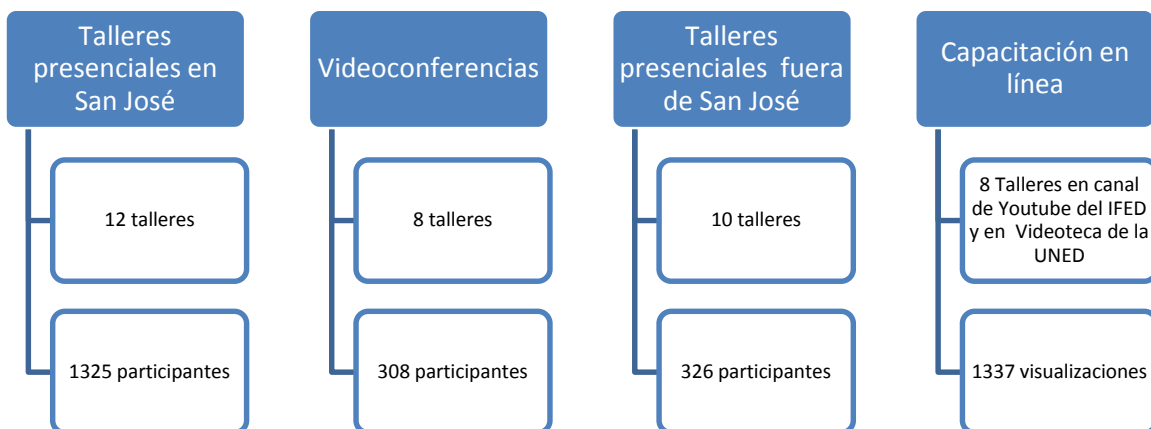 Talleres
presenciales en
San José
12 talleres
1325 participantes
Videoconferencias
8 talleres
308 participantes
Talleres
presenciales fuera
de San José
10 talleres
326 participantes
Capacitación en
línea
8 Talleres en canal
de Youtube del IFED
y en Videoteca de la
UNED
1337 visualizaciones